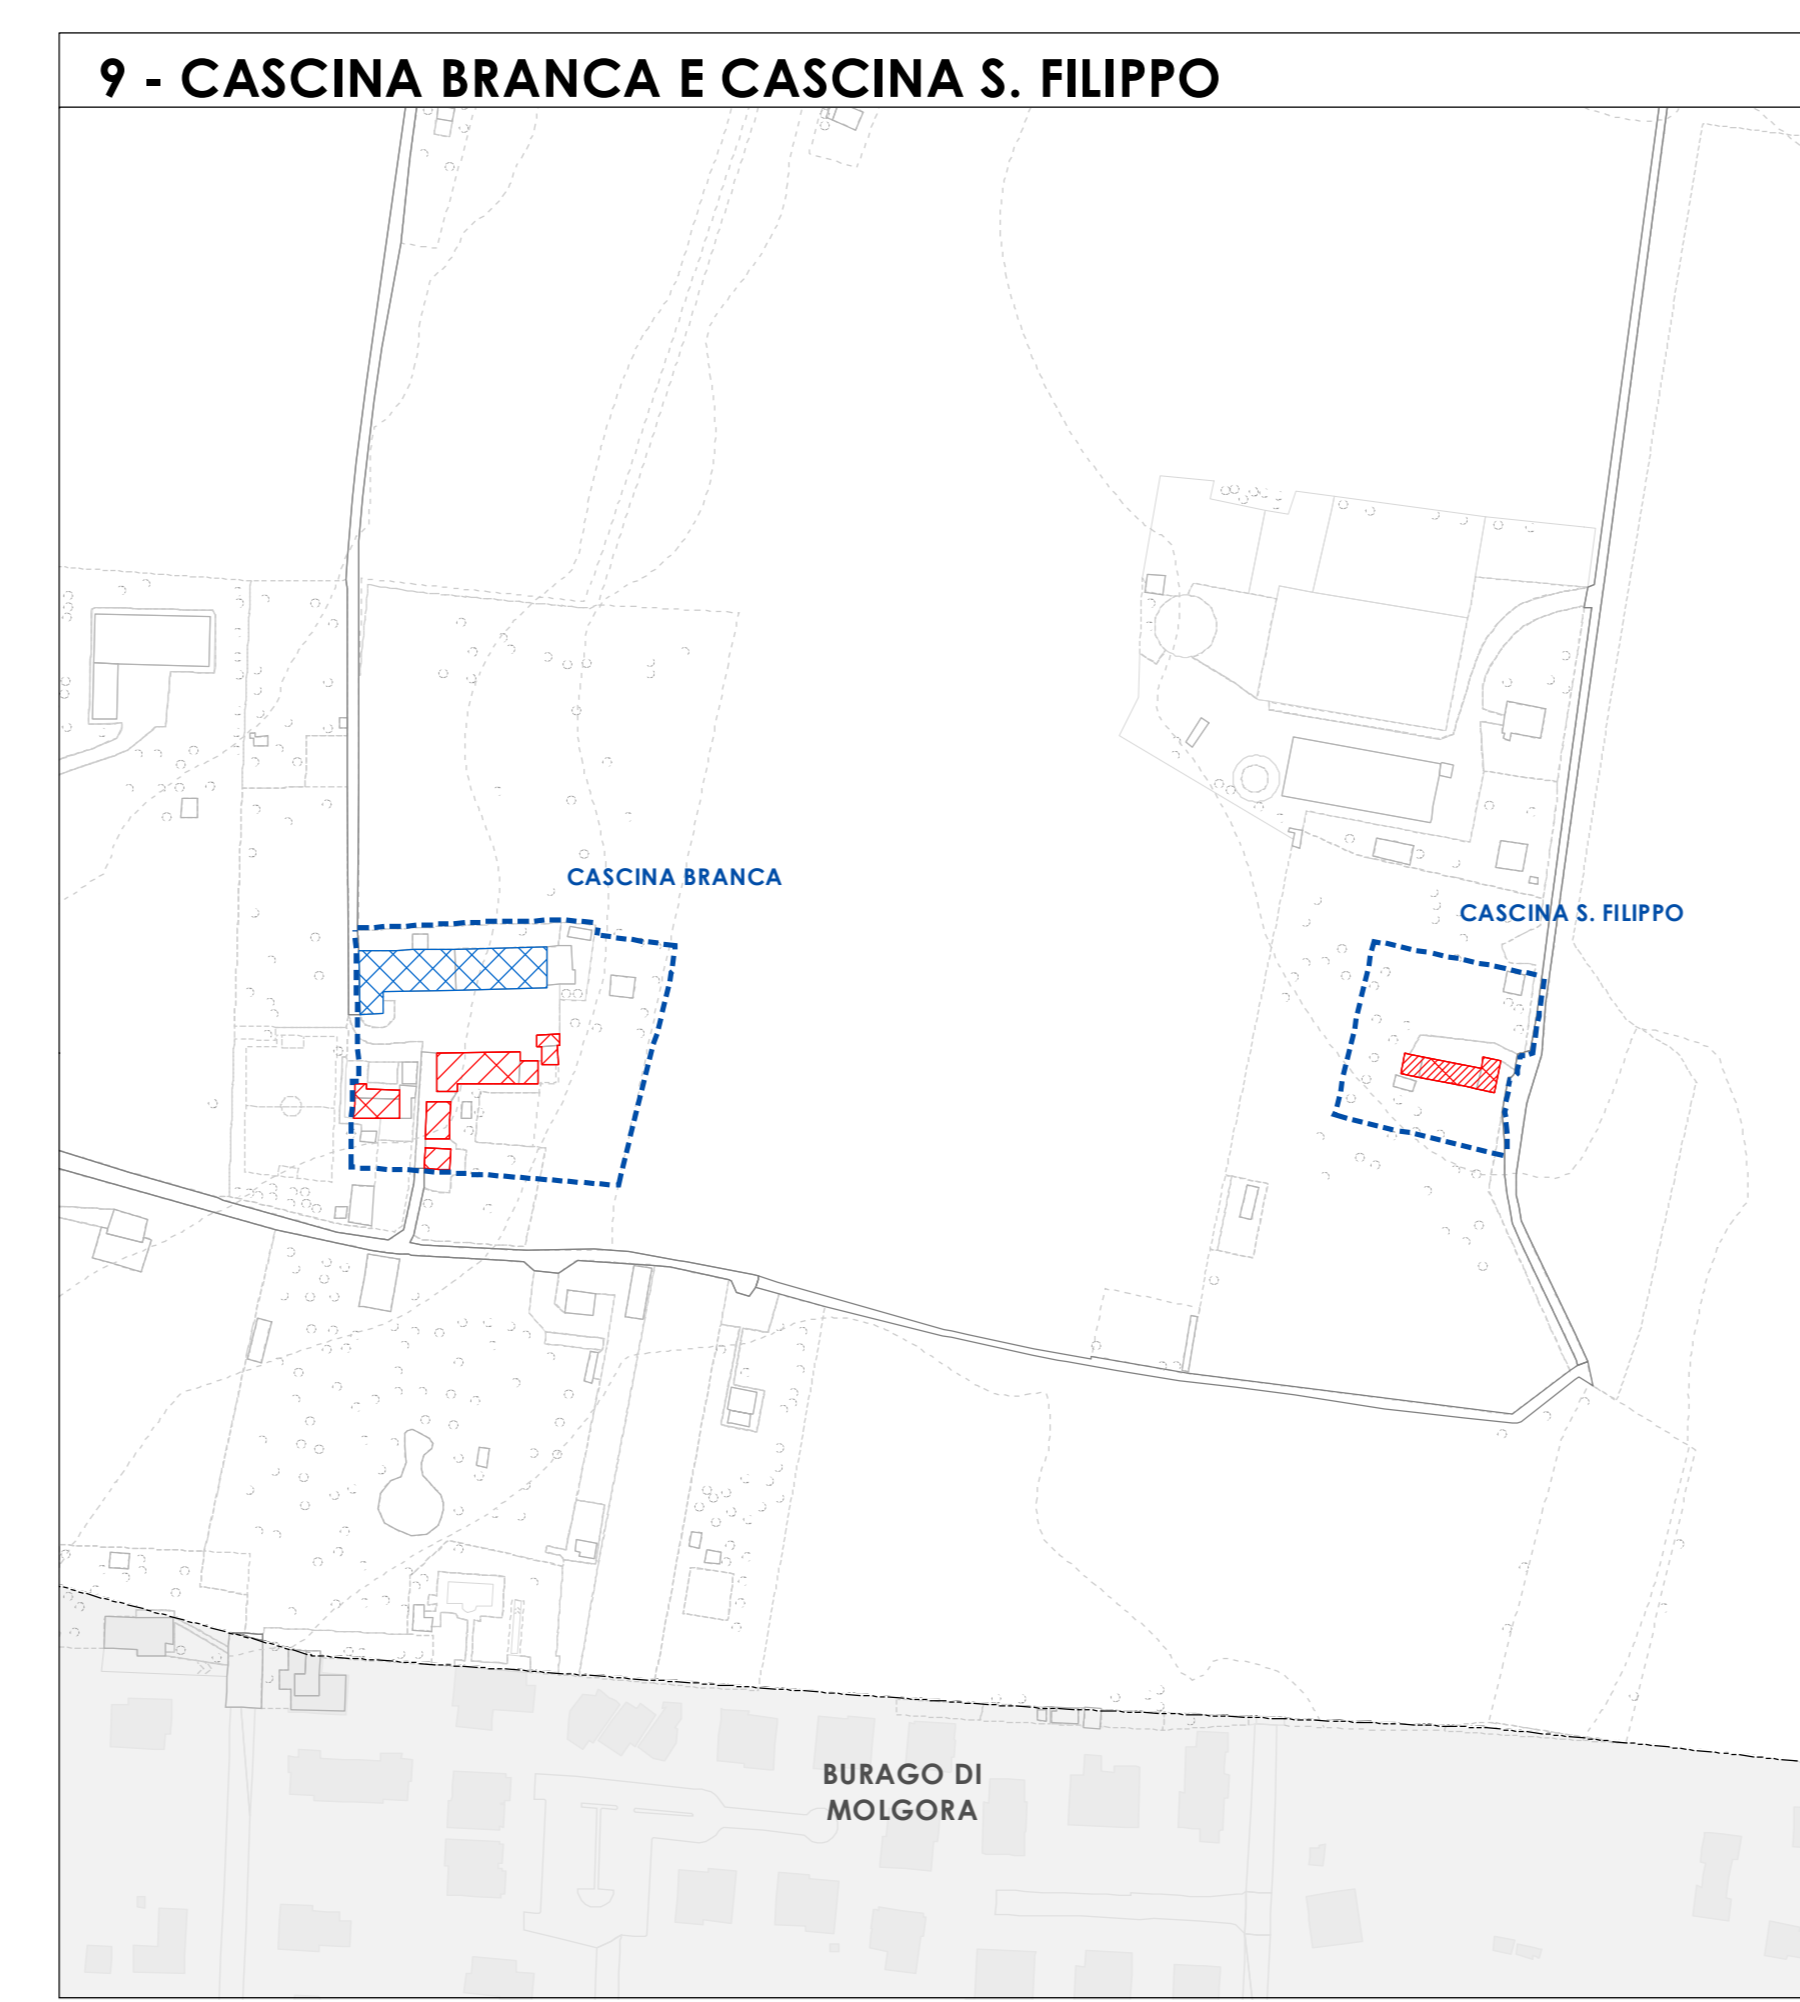 9 - CASCINA BRANCA E CASCINA S. FILIPPO
CASCINA BRANCA
CASCINA S. FILIPPO
BURAGO DI
MOLGORA